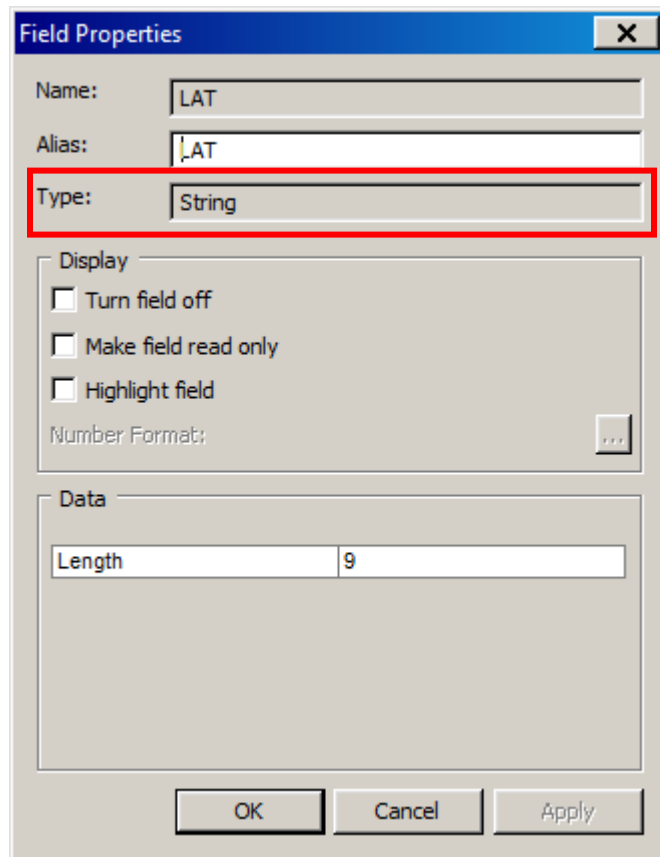 Field Properties
Name: LAT
Alias: LAT
Type: String
Display
Turn field off
Make field read only
Highlight field
Number Format: ...
Data
Length 9
OK Cancel Apply